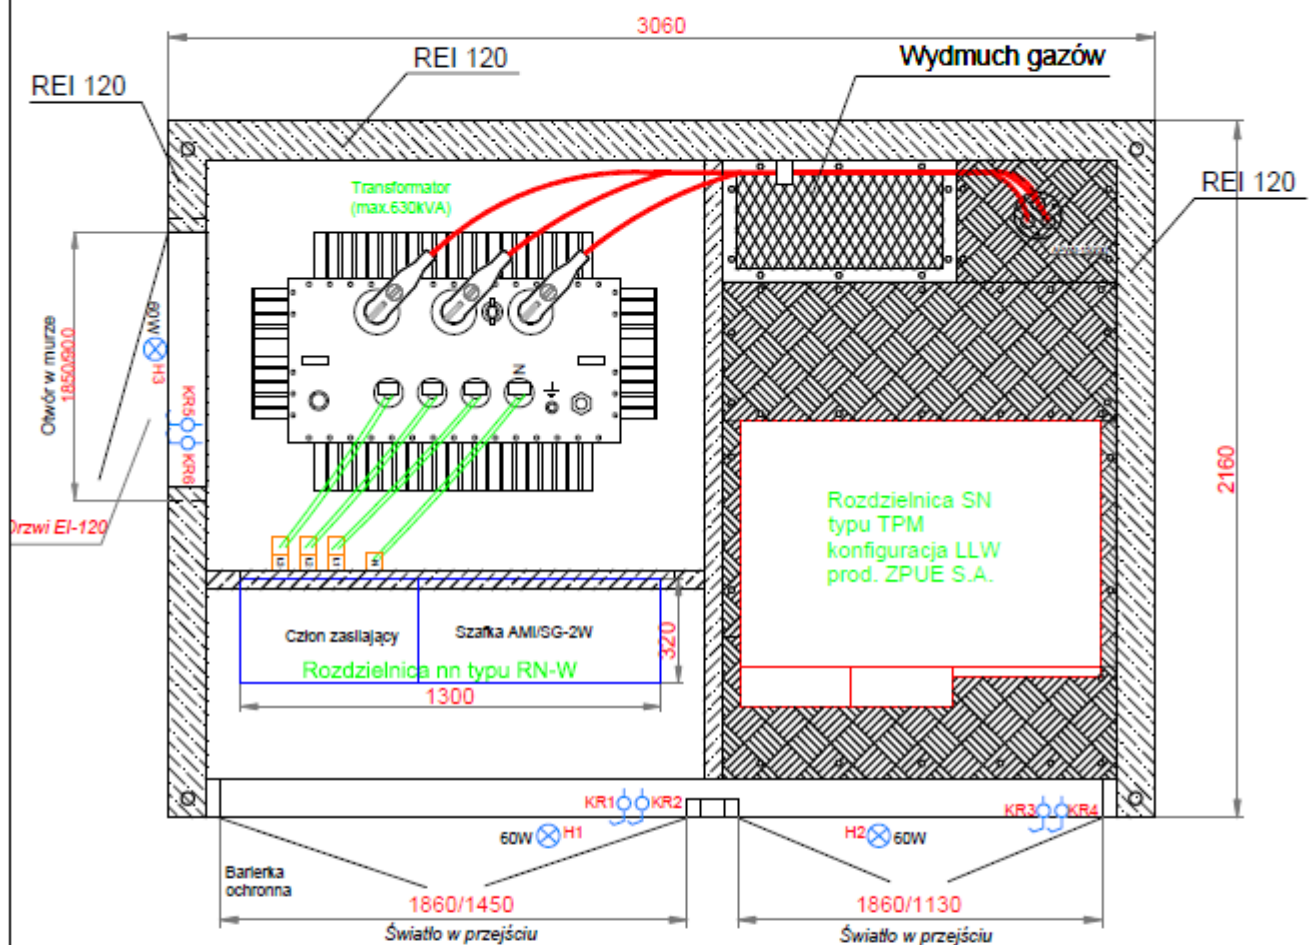 3060
REI 120
Wydmuch gazów
REI 120
REI 120
Transformator
(max.630kVA)
Otwór w murze
1850/900
60W
H3
KR5
KR6
N
2160
Drzwi EI-120
Rozdzielnica SN
typu TPM
konfiguracja LLW
prod. ZPUE S.A.
Człon zasilający
Szafka AMI/SG-2W
320
Rozdzielnica nn typu RN-W
1300
KR1
KR2
KR3
KR4
60W
H1
H2
60W
Barierka
ochronna
1860/1450
1860/1130
Światło w przejściu
Światło w przejściu